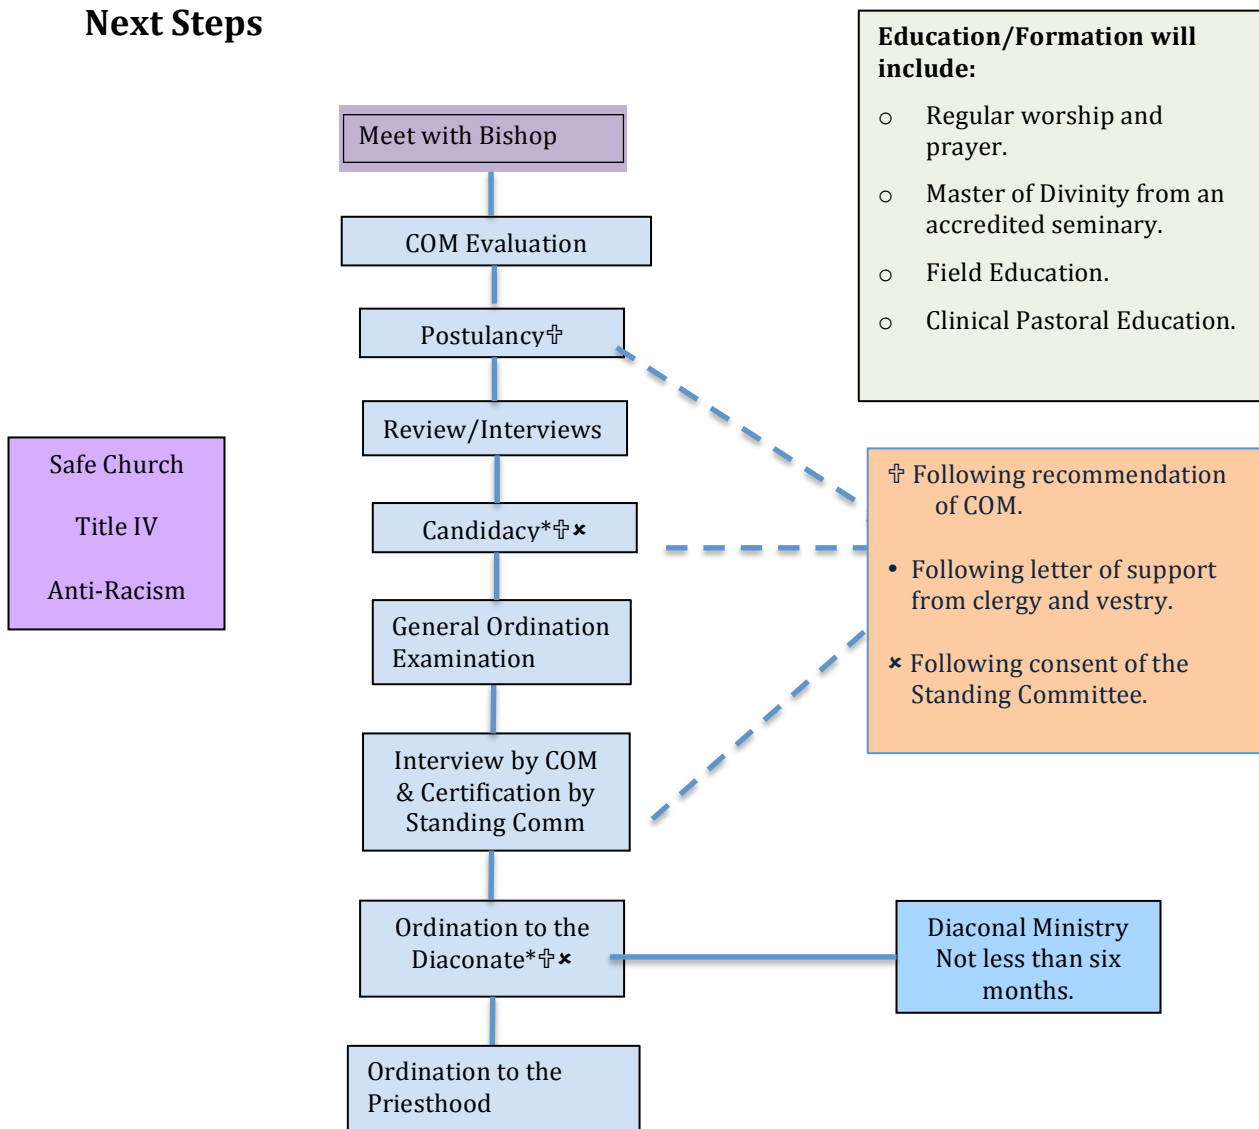 Next Steps
Meet with Bishop
COM Evaluation
Postulancy✞
Review/Interviews
Candidacy*✞✖
General Ordination
Examination
Interview by COM
& Certification by
Standing Comm
Ordination to the
Diaconate*✞✖
Ordination to the
Priesthood
Safe Church
Title IV
Anti-Racism
Education/Formation will
include:
o Regular worship and
prayer.
o Master of Divinity from an
accredited seminary.
o Field Education.
o Clinical Pastoral Education.
✞ Following recommendation
of COM.
• Following letter of support
from clergy and vestry.
✖ Following consent of the
Standing Committee.
Diaconal Ministry
Not less than six
months.